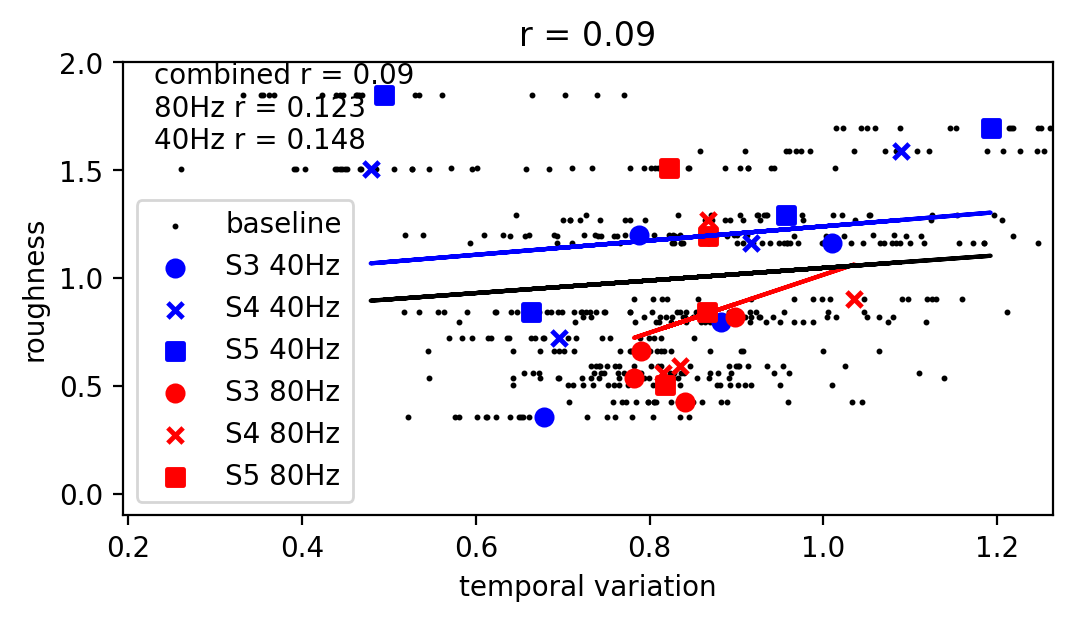 r = 0.09
combined r = 0.09
80Hz r = 0.123
40Hz r = 0.148
baseline
S3 40Hz
S4 40Hz
S5 40Hz
S3 80Hz
S4 80Hz
S5 80Hz
roughness
2.0
1.5
1.0
0.5
0.0
0.2 0.4 0.6 0.8 1.0 1.2
temporal variation